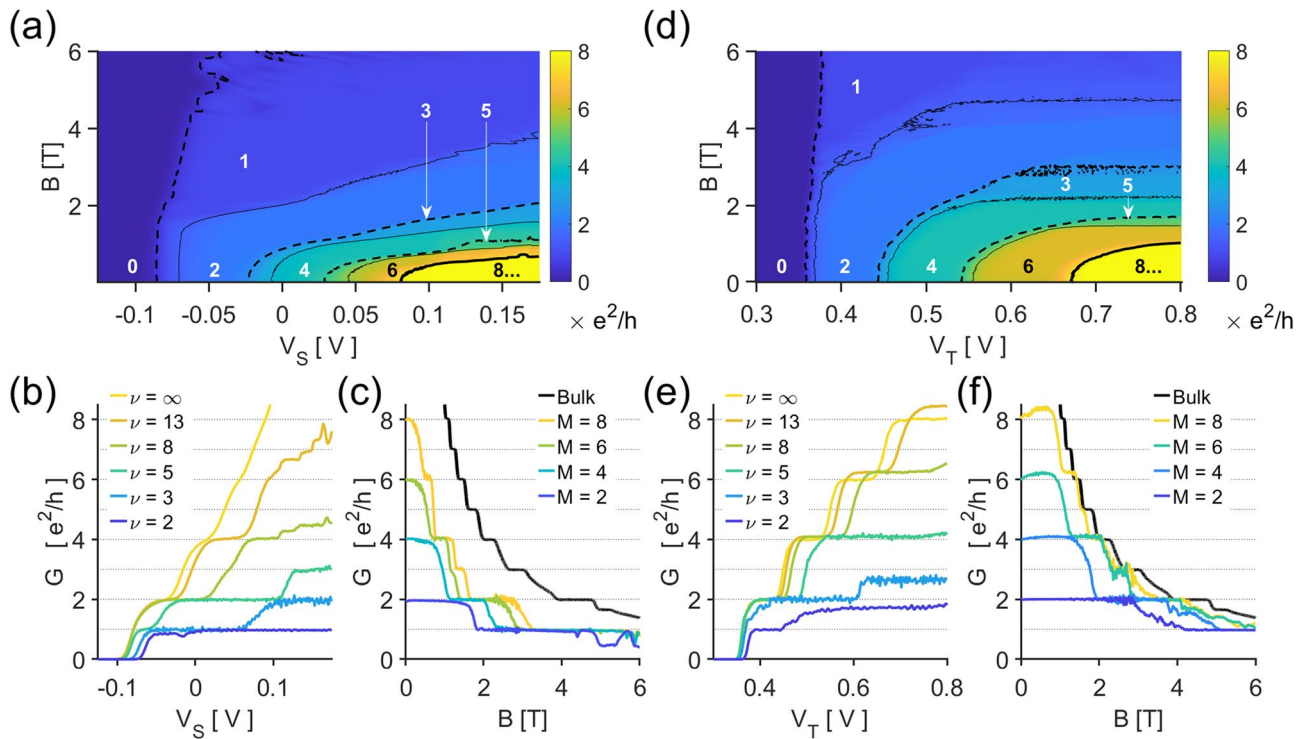 (a)
6
4
2
0
B [T]
-0.1
-0.05
0
0.05
0.1
0.15
V_S [ V]
0
1
2
3
4
5
6
8...
8
6
4
2
0
× e²/h
(d)
6
4
2
0
B [T]
0.3
0.4
0.5
0.6
0.7
0.8
V_T [ V]
0
1
2
3
4
5
6
8...
8
6
4
2
0
× e²/h
(b)
ν = ∞
ν = 13
ν = 8
ν = 5
ν = 3
ν = 2
8
6
4
2
0
G [ e²/h]
-0.1
0
0.1
V_S [ V]
(c)
Bulk
M = 8
M = 6
M = 4
M = 2
8
6
4
2
0
G [ e²/h]
0
2
4
6
B [T]
(e)
ν = ∞
ν = 13
ν = 8
ν = 5
ν = 3
ν = 2
8
6
4
2
0
G [ e²/h]
0.4
0.6
0.8
V_T [ V]
(f)
Bulk
M = 8
M = 6
M = 4
M = 2
8
6
4
2
0
G [ e²/h]
0
2
4
6
B [T]